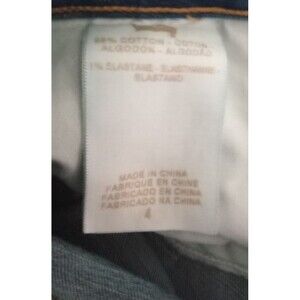 COTTON - COTON
ALGODON - ALGODÃO
1% ELASTANE - ELASTHANNE -
ELASTANO
MADE IN CHINA
FABRIQUE EN CHINE
FABRICADO EN CHINA
FABRICADO NA CHINA
4